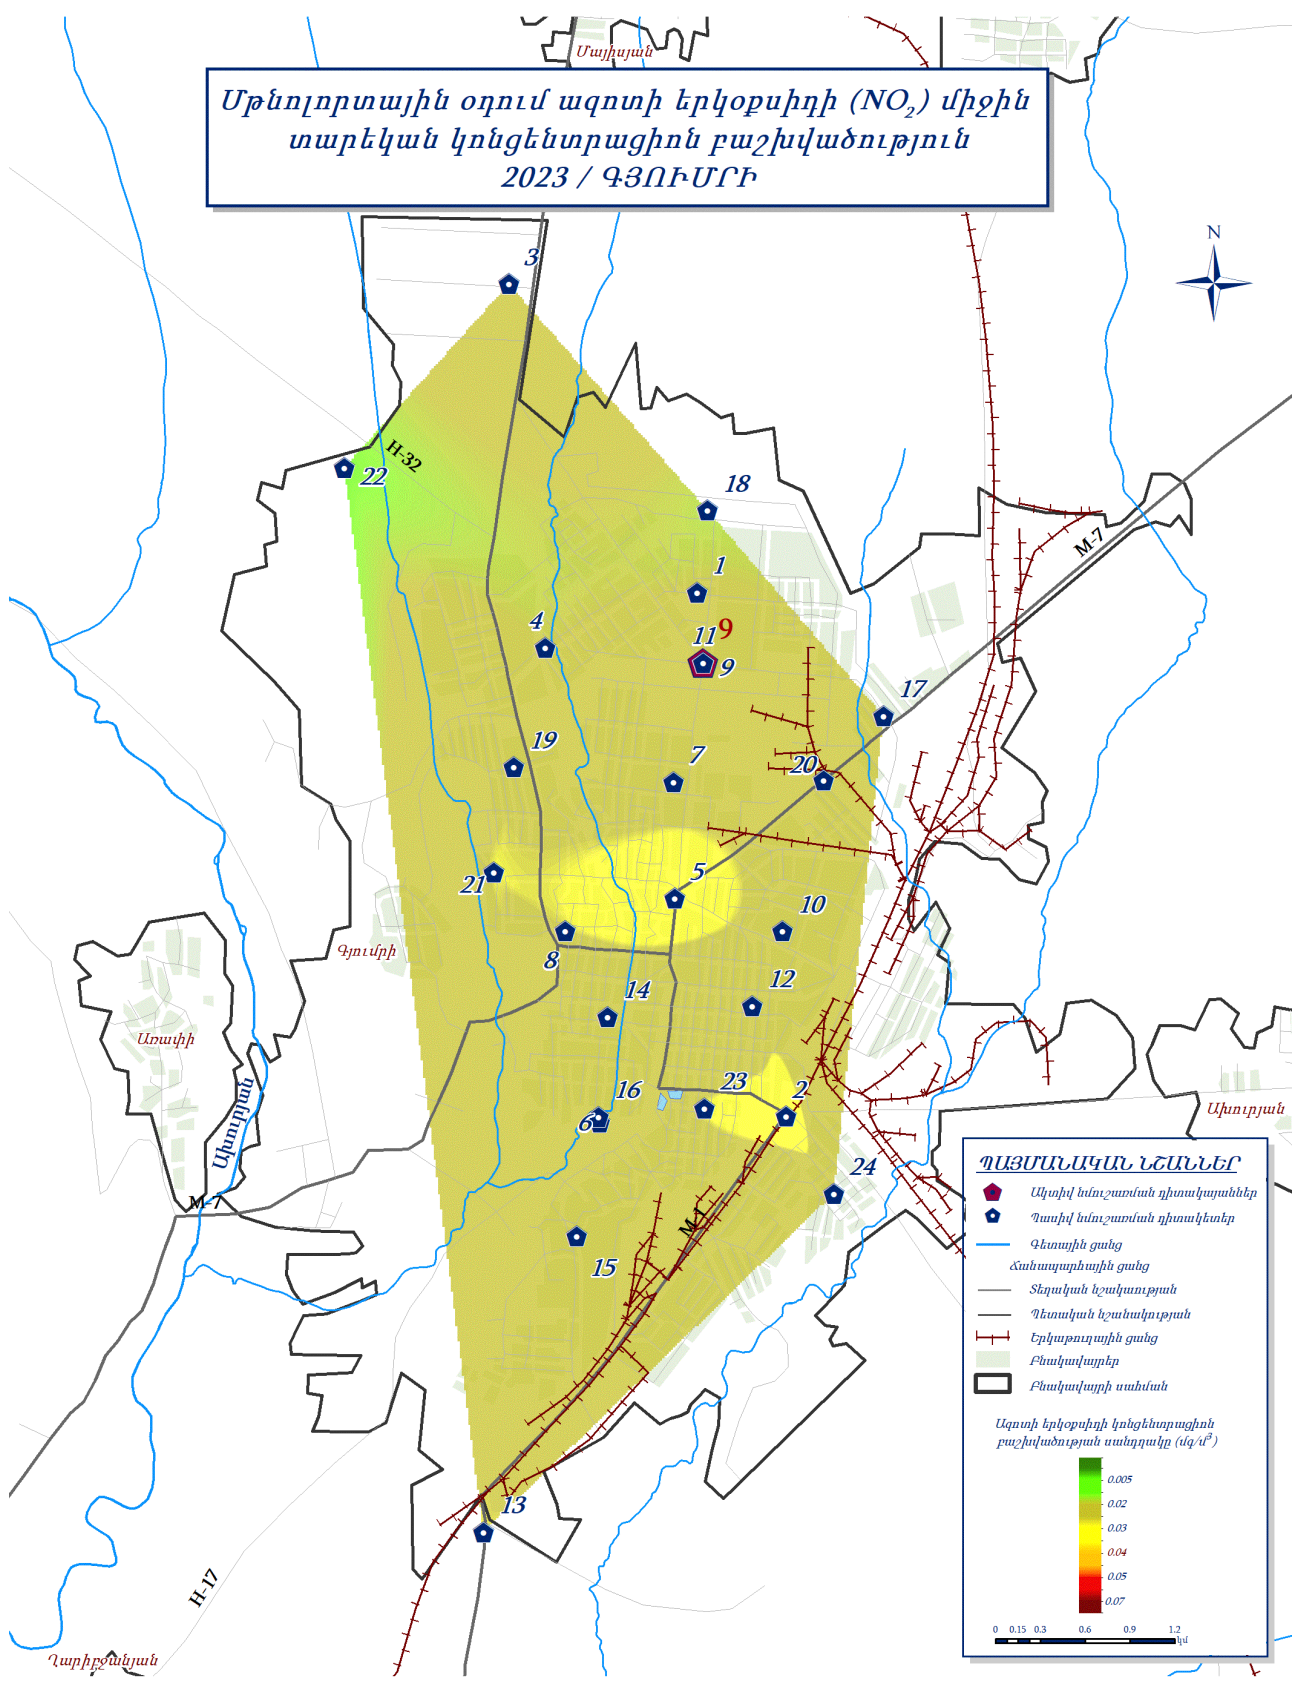 Մայիսյան
Մթնոլորտային օդում ազոտի երկօքսիդի (NO₂) միջին
տարեկան կոնցենտրացիոն բաշխվածություն
2023 / ԳՅՈՒՄՐԻ
N
3
H-32
22
18
M-7
1
4
11 9
9
17
19
7
20
21
5
10
8
Գյումրի
14
12
Առափի
16
23
2
6
Ախուրյան
Ախուրյան
M-7
24
M-1
15
13
H-17
Ղարիբջանյան
ՊԱՅՄԱՆԱԿԱՆ ՆՇԱՆՆԵՐ
Ակտիվ նմուշառման դիտակայաններ
Պասիվ նմուշառման դիտակետեր
Գետային ցանց
Ճանապարհային ցանց
Տեղական նշակաության
Պետական նշանակության
Երկաթուղային ցանց
Բնակավայրեր
Բնակավայրի սահման
Ազոտի երկօքսիդի կոնցենտրացիոն
բաշխվածության սանդղակը (մգ/մ³)
0.005
0.02
0.03
0.04
0.05
0.07
0 0.15 0.3 0.6 0.9 1.2
կմ